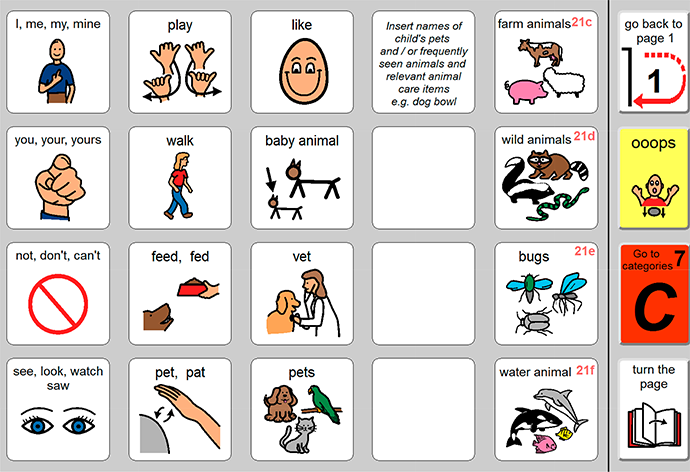 I, me, my, mine
play
like
Insert names of
child's pets
and / or frequently
seen animals and
relevant animal
care items
e.g. dog bowl
farm animals 21c
go back to
page 1
1
you, your, yours
walk
baby animal
wild animals 21d
ooops
not, don't, can't
feed, fed
vet
bugs 21e
Go to
categories 7
C
see, look, watch
saw
pet, pat
pets
water animal 21f
turn the
page